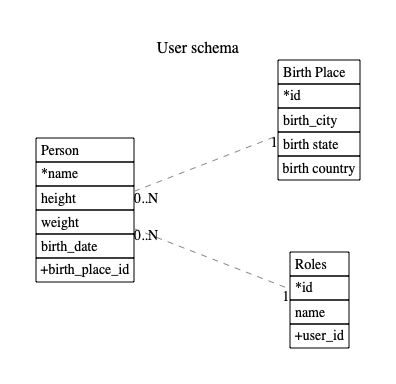 User schema
Birth Place
*id
birth_city
birth state
birth country
1
Person
*name
height
weight
birth_date
+birth_place_id
0..N
0..N
Roles
*id
name
+user_id
1